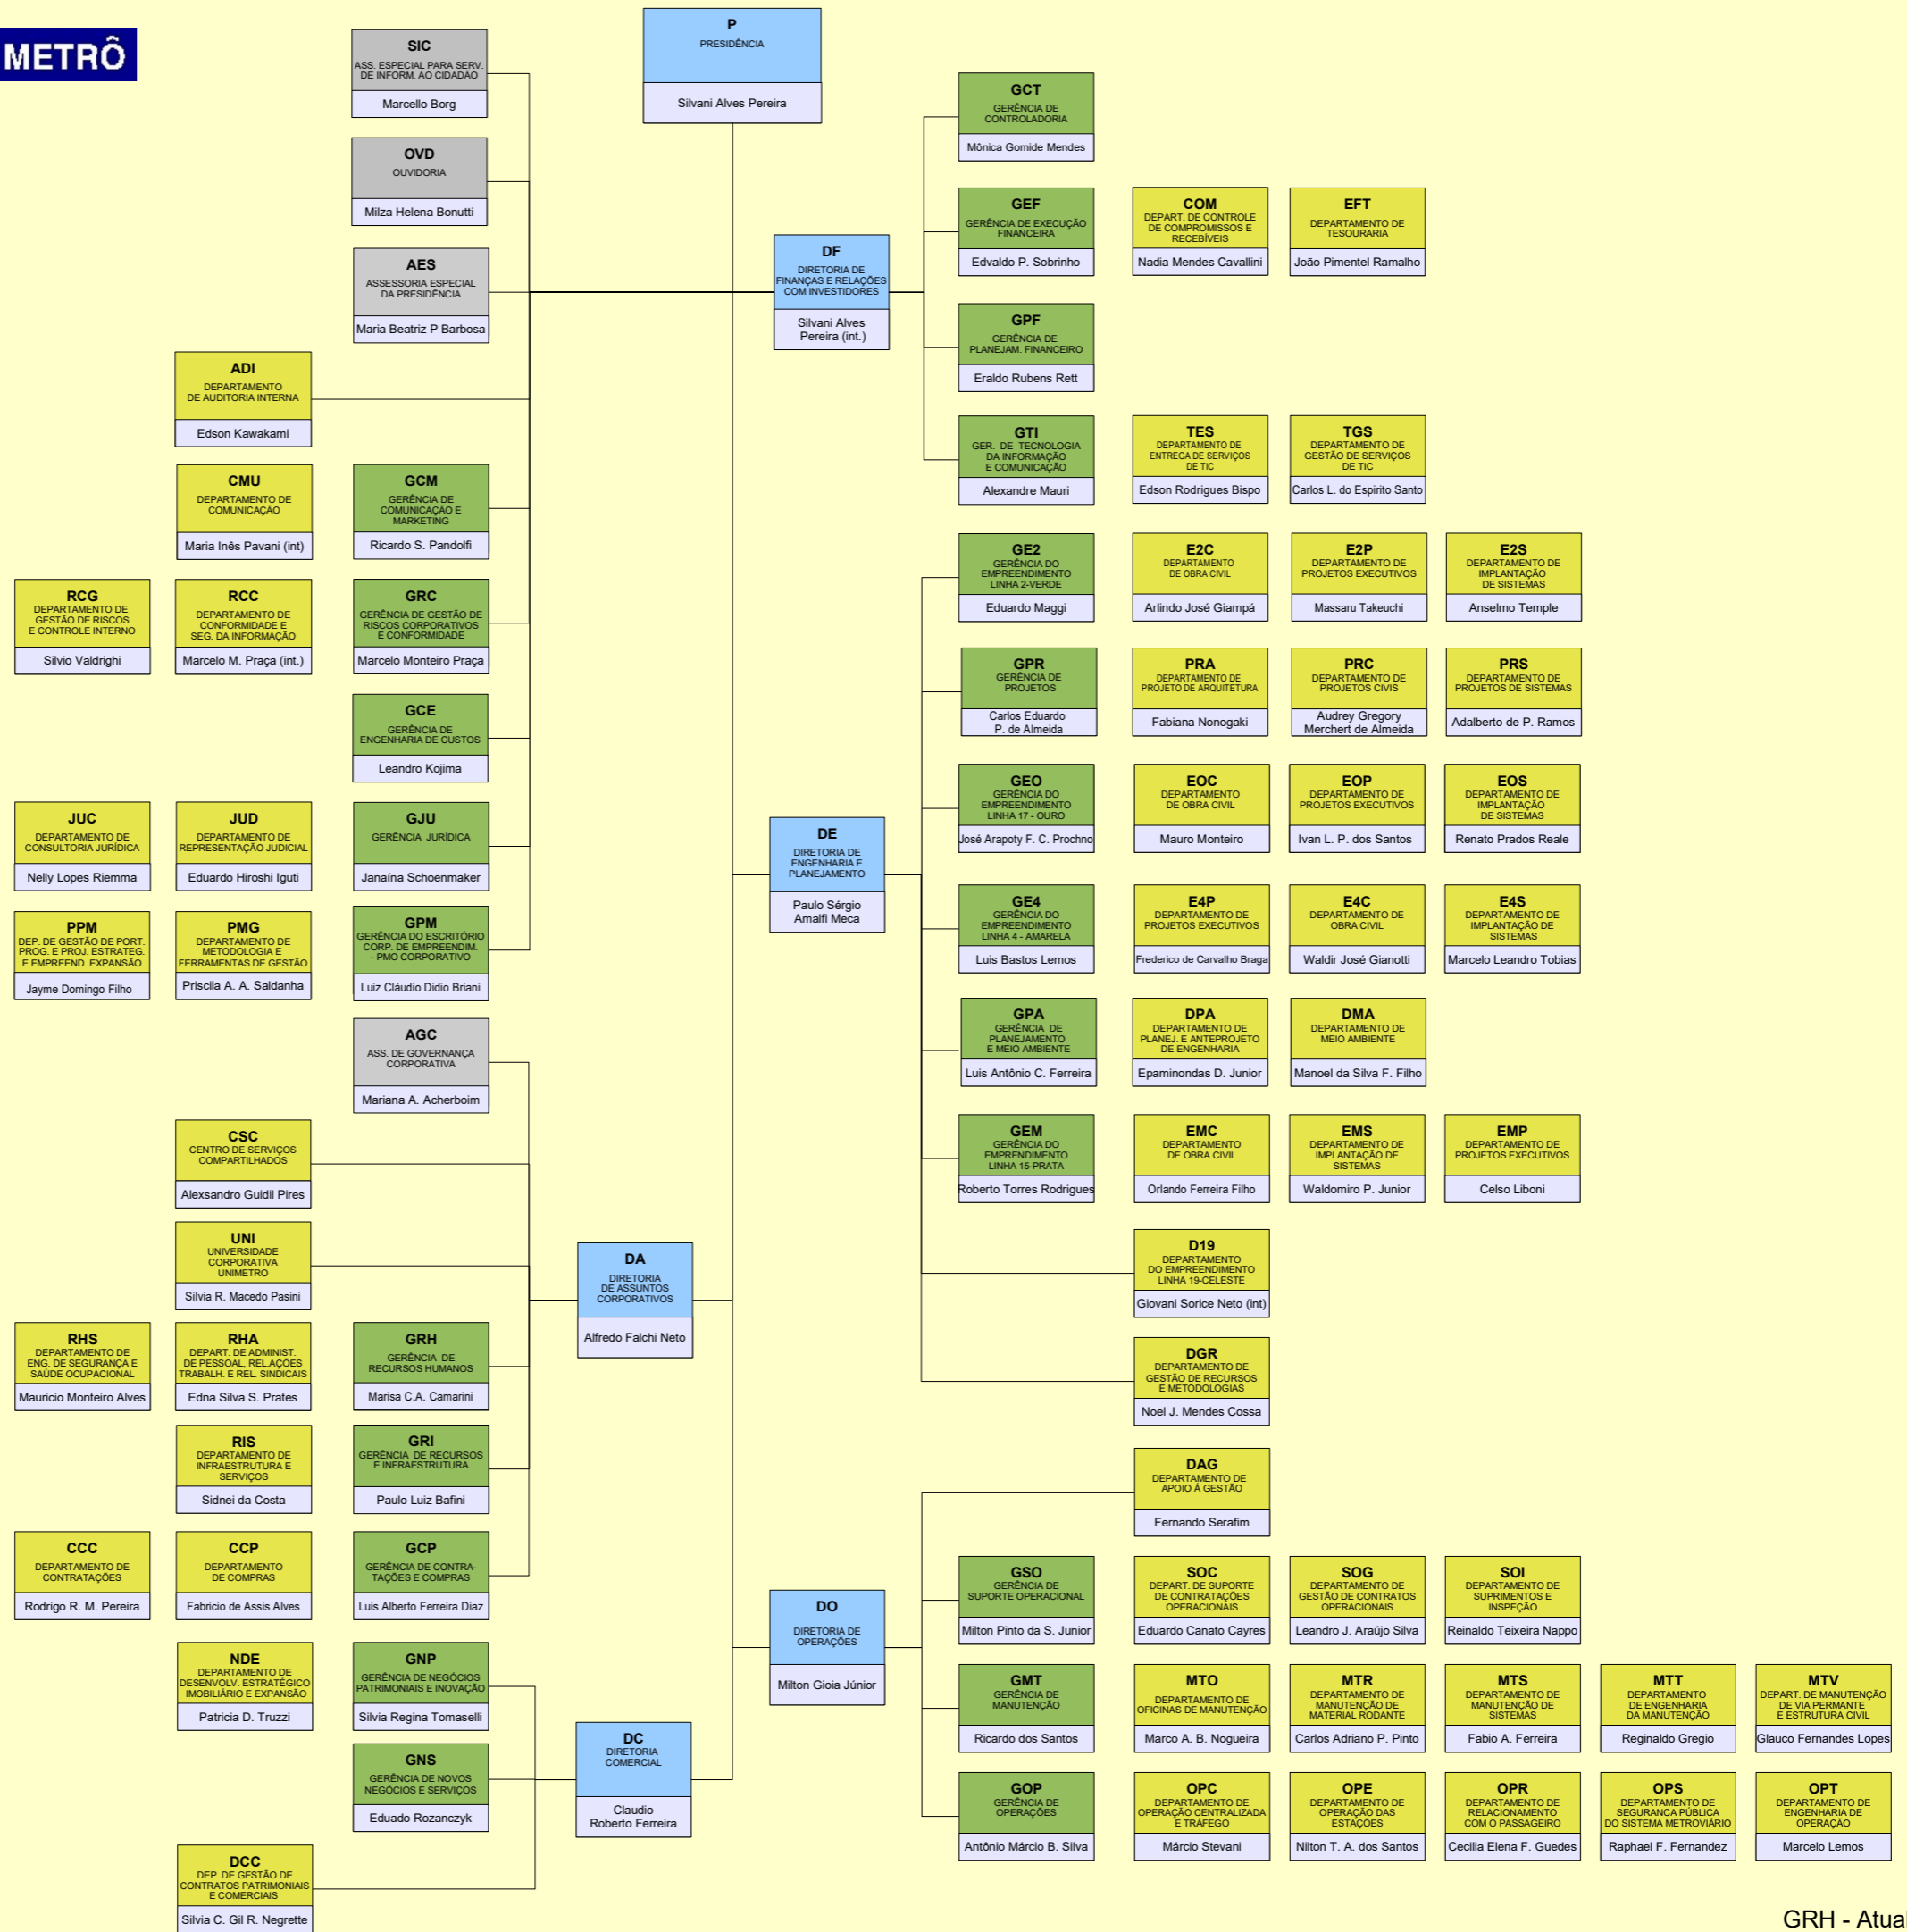 METRÔ
P
PRESIDÊNCIA
Silvani Alves Pereira
SIC
ASS. ESPECIAL PARA SERV.
DE INFORM. AO CIDADÃO
Marcello Borg
OVD
OUVIDORIA
Milza Helena Bonutti
AES
ASSESSORIA ESPECIAL
DA PRESIDÊNCIA
Maria Beatriz P Barbosa
ADI
DEPARTAMENTO
DE AUDITORIA INTERNA
Edson Kawakami
CMU
DEPARTAMENTO DE
COMUNICAÇÃO
Maria Inês Pavani (int)
GCM
GERÊNCIA DE
COMUNICAÇÃO E
MARKETING
Ricardo S. Pandolfi
RCG
DEPARTAMENTO DE
GESTÃO DE RISCOS
E CONTROLE INTERNO
Silvio Valdrighi
RCC
DEPARTAMENTO DE
CONFORMIDADE E
SEG. DA INFORMAÇÃO
Marcelo M. Praça (int.)
GRC
GERÊNCIA DE GESTÃO DE
RISCOS CORPORATIVOS
E CONFORMIDADE
Marcelo Monteiro Praça
GCE
GERÊNCIA DE
ENGENHARIA DE CUSTOS
Leandro Kojima
JUC
DEPARTAMENTO DE
CONSULTORIA JURÍDICA
Nelly Lopes Riemma
JUD
DEPARTAMENTO DE
REPRESENTAÇÃO JUDICIAL
Eduardo Hiroshi Iguti
GJU
GERÊNCIA JURÍDICA
Janaína Schoenmaker
PPM
DEP. DE GESTÃO DE PORT.
PROG. E PROJ. ESTRATEG.
E EMPREEND. EXPANSÃO
Jayme Domingo Filho
PMG
DEPARTAMENTO DE
METODOLOGIA E
FERRAMENTAS DE GESTÃO
Priscila A. A. Saldanha
GPM
GERÊNCIA DO ESCRITÓRIO
CORP. DE EMPREENDIM.
- PMO CORPORATIVO
Luiz Cláudio Didio Briani
AGC
ASS. DE GOVERNANÇA
CORPORATIVA
Mariana A. Acherboim
CSC
CENTRO DE SERVIÇOS
COMPARTILHADOS
Alexsandro Guidil Pires
UNI
UNIVERSIDADE
CORPORATIVA
UNIMETRO
Silvia R. Macedo Pasini
DA
DIRETORIA
DE ASSUNTOS
CORPORATIVOS
Alfredo Falchi Neto
RHS
DEPARTAMENTO DE
ENG. DE SEGURANÇA E
SAÚDE OCUPACIONAL
Mauricio Monteiro Alves
RHA
DEPART. DE ADMINIST.
DE PESSOAL, RELAÇÕES
TRABALH. E REL. SINDICAIS
Edna Silva S. Prates
GRH
GERÊNCIA DE
RECURSOS HUMANOS
Marisa C.A. Camarini
RIS
DEPARTAMENTO DE
INFRAESTRUTURA E
SERVIÇOS
Sidnei da Costa
GRI
GERÊNCIA DE RECURSOS
E INFRAESTRUTURA
Paulo Luiz Bafini
CCC
DEPARTAMENTO DE
CONTRATAÇÕES
Rodrigo R. M. Pereira
CCP
DEPARTAMENTO
DE COMPRAS
Fabricio de Assis Alves
GCP
GERÊNCIA DE CONTRA-
TAÇÕES E COMPRAS
Luis Alberto Ferreira Diaz
NDE
DEPARTAMENTO DE
DESENVOLV. ESTRATÉGICO
IMOBILIÁRIO E EXPANSÃO
Patricia D. Truzzi
GNP
GERÊNCIA DE NEGÓCIOS
PATRIMONIAIS E INOVAÇÃO
Silvia Regina Tomaselli
GNS
GERÊNCIA DE NOVOS
NEGÓCIOS E SERVIÇOS
Eduado Rozanczyk
DC
DIRETORIA
COMERCIAL
Claudio
Roberto Ferreira
DCC
DEP. DE GESTÃO DE
CONTRATOS PATRIMONIAIS
E COMERCIAIS
Silvia C. Gil R. Negrette
DF
DIRETORIA DE
FINANÇAS E RELAÇÕES
COM INVESTIDORES
Silvani Alves
Pereira (int.)
GCT
GERÊNCIA DE
CONTROLADORIA
Mônica Gomide Mendes
GEF
GERÊNCIA DE EXECUÇÃO
FINANCEIRA
Edvaldo P. Sobrinho
COM
DEPART. DE CONTROLE
DE COMPROMISSOS E
RECEBÍVEIS
Nadia Mendes Cavallini
EFT
DEPARTAMENTO DE
TESOURARIA
João Pimentel Ramalho
GPF
GERÊNCIA DE
PLANEJAM. FINANCEIRO
Eraldo Rubens Rett
GTI
GER. DE TECNOLOGIA
DA INFORMAÇÃO
E COMUNICAÇÃO
Alexandre Mauri
TES
DEPARTAMENTO DE
ENTREGA DE SERVIÇOS
DE TIC
Edson Rodrigues Bispo
TGS
DEPARTAMENTO DE
GESTÃO DE SERVIÇOS
DE TIC
Carlos L. do Espirito Santo
DE
DIRETORIA DE
ENGENHARIA E
PLANEJAMENTO
Paulo Sérgio
Amalfi Meca
GE2
GERÊNCIA DO
EMPREENDIMENTO
LINHA 2-VERDE
Eduardo Maggi
E2C
DEPARTAMENTO
DE OBRA CIVIL
Arlindo José Giampá
E2P
DEPARTAMENTO DE
PROJETOS EXECUTIVOS
Massaru Takeuchi
E2S
DEPARTAMENTO DE
IMPLANTAÇÃO
DE SISTEMAS
Anselmo Temple
GPR
GERÊNCIA DE
PROJETOS
Carlos Eduardo
P. de Almeida
PRA
DEPARTAMENTO DE
PROJETO DE ARQUITETURA
Fabiana Nonogaki
PRC
DEPARTAMENTO DE
PROJETOS CIVIS
Audrey Gregory
Merchert de Almeida
PRS
DEPARTAMENTO DE
PROJETOS DE SISTEMAS
Adalberto de P. Ramos
GEO
GERÊNCIA DO
EMPREENDIMENTO
LINHA 17 - OURO
José Arapoty F. C. Prochno
EOC
DEPARTAMENTO
DE OBRA CIVIL
Mauro Monteiro
EOP
DEPARTAMENTO DE
PROJETOS EXECUTIVOS
Ivan L. P. dos Santos
EOS
DEPARTAMENTO DE
IMPLANTAÇÃO
DE SISTEMAS
Renato Prados Reale
GE4
GERÊNCIA DO
EMPREENDIMENTO
LINHA 4 - AMARELA
Luis Bastos Lemos
E4P
DEPARTAMENTO DE
PROJETOS EXECUTIVOS
Frederico de Carvalho Braga
E4C
DEPARTAMENTO DE
OBRA CIVIL
Waldir José Gianotti
E4S
DEPARTAMENTO DE
IMPLANTAÇÃO DE
SISTEMAS
Marcelo Leandro Tobias
GPA
GERÊNCIA DE
PLANEJAMENTO
E MEIO AMBIENTE
Luis Antônio C. Ferreira
DPA
DEPARTAMENTO DE
PLANEJ. E ANTEPROJETO
DE ENGENHARIA
Epaminondas D. Junior
DMA
DEPARTAMENTO DE
MEIO AMBIENTE
Manoel da Silva F. Filho
GEM
GERÊNCIA DO
EMPRENDIMENTO
LINHA 15-PRATA
Roberto Torres Rodrigues
EMC
DEPARTAMENTO
DE OBRA CIVIL
Orlando Ferreira Filho
EMS
DEPARTAMENTO DE
IMPLANTAÇÃO DE
SISTEMAS
Waldomiro P. Junior
EMP
DEPARTAMENTO DE
PROJETOS EXECUTIVOS
Celso Liboni
D19
DEPARTAMENTO
DO EMPREENDIMENTO
LINHA 19-CELESTE
Giovani Sorice Neto (int)
DGR
DEPARTAMENTO DE
GESTÃO DE RECURSOS
E METODOLOGIAS
Noel J. Mendes Cossa
DAG
DEPARTAMENTO DE
APOIO À GESTÃO
Fernando Serafim
DO
DIRETORIA DE
OPERAÇÕES
Milton Gioia Júnior
GSO
GERÊNCIA DE
SUPORTE OPERACIONAL
Milton Pinto da S. Junior
SOC
DEPART. DE SUPORTE
DE CONTRATAÇÕES
OPERACIONAIS
Eduardo Canato Cayres
SOG
DEPARTAMENTO DE
GESTÃO DE CONTRATOS
OPERACIONAIS
Leandro J. Araújo Silva
SOI
DEPARTAMENTO DE
SUPRIMENTOS E
INSPEÇÃO
Reinaldo Teixeira Nappo
GMT
GERÊNCIA DE
MANUTENÇÃO
Ricardo dos Santos
MTO
DEPARTAMENTO DE
OFICINAS DE MANUTENÇÃO
Marco A. B. Nogueira
MTR
DEPARTAMENTO DE
MANUTENÇÃO DE
MATERIAL RODANTE
Carlos Adriano P. Pinto
MTS
DEPARTAMENTO DE
MANUTENÇÃO DE
SISTEMAS
Fabio A. Ferreira
MTT
DEPARTAMENTO
DE ENGENHARIA
DA MANUTENÇÃO
Reginaldo Gregio
MTV
DEPART. DE MANUTENÇÃO
DE VIA PERMANTE
E ESTRUTURA CIVIL
Glauco Fernandes Lopes
GOP
GERÊNCIA DE
OPERAÇÕES
Antônio Márcio B. Silva
OPC
DEPARTAMENTO DE
OPERAÇÃO CENTRALIZADA
E TRÁFEGO
Márcio Stevani
OPE
DEPARTAMENTO DE
OPERAÇÃO DAS
ESTAÇÕES
Nilton T. A. dos Santos
OPR
DEPARTAMENTO DE
RELACIONAMENTO
COM O PASSAGEIRO
Cecilia Elena F. Guedes
OPS
DEPARTAMENTO DE
SEGURANCA PÚBLICA
DO SISTEMA METROVIÁRIO
Raphael F. Fernandez
OPT
DEPARTAMENTO DE
ENGENHARIA DE
OPERAÇÃO
Marcelo Lemos
GRH - Atual